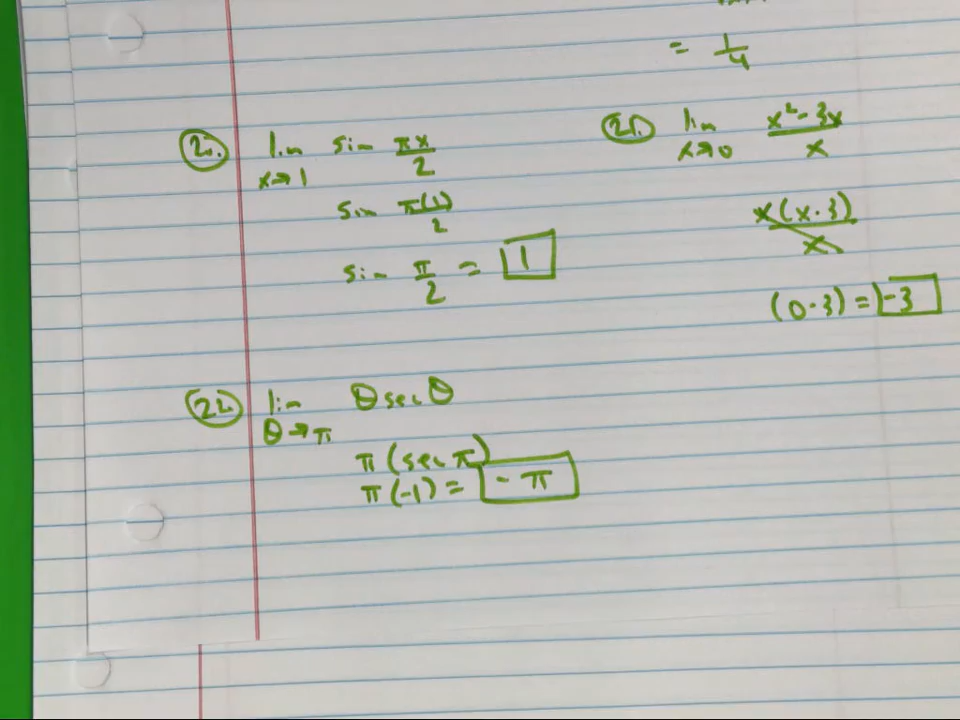 = 1/4
20. lim x→1 sin πx/2
sin π(1)/2
sin π/2 = 1
21. lim x→0 x² - 3x / x
x(x-3) / x
(0-3) = -3
22. lim θ→π θ sec θ
π(sec π)
π(-1) = -π